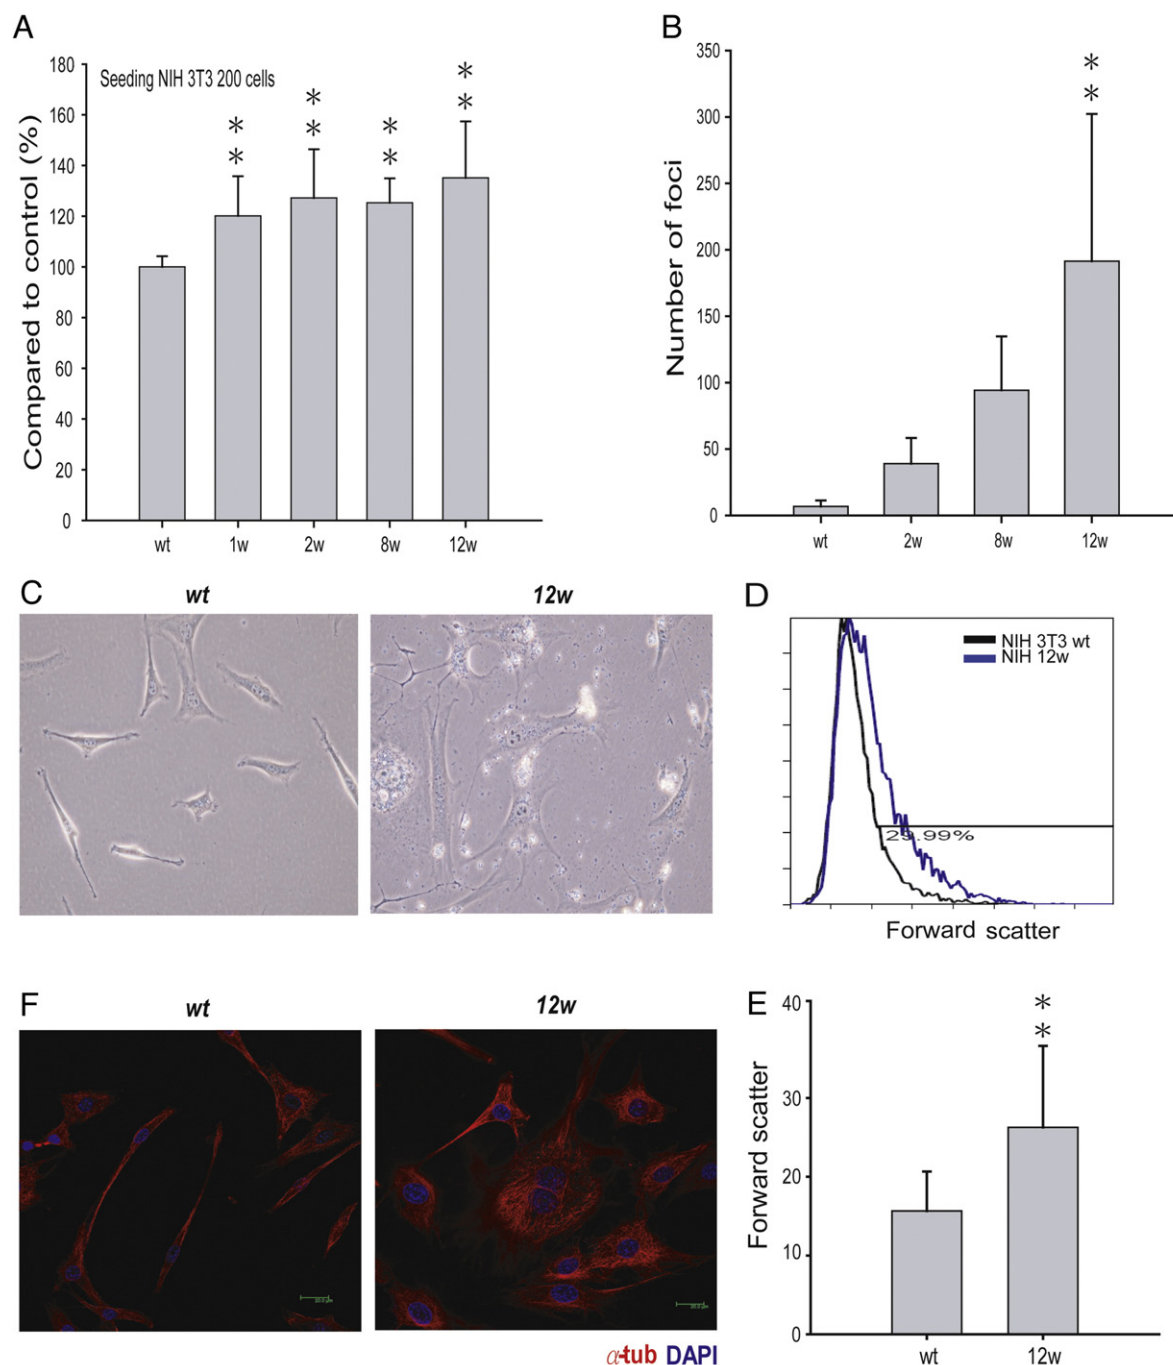 A
Seeding NIH 3T3 200 cells
Compared to control (%)
180
160
140
120
100
80
60
40
20
0
* * * *
* * * *
wt 1w 2w 8w 12w
B
Number of foci
350
300
250
200
150
100
50
0
*
*
wt 2w 8w 12w
C
wt 12w
D
NIH 3T3 wt
NIH 12w
29.99%
Forward scatter
F
wt 12w
α-tub DAPI
E
Forward scatter
40
30
20
10
0
*
*
wt 12w